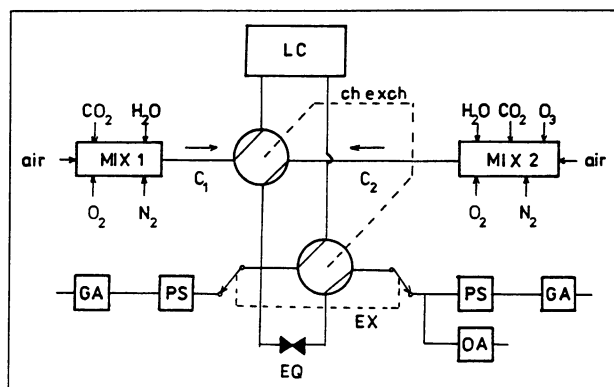 LC
ch exch
CO2 H2O
H2O CO2 O3
air MIX 1 C1 C2 MIX 2 air
O2 N2
O2 N2
GA PS PS GA
EX
OA
EQ